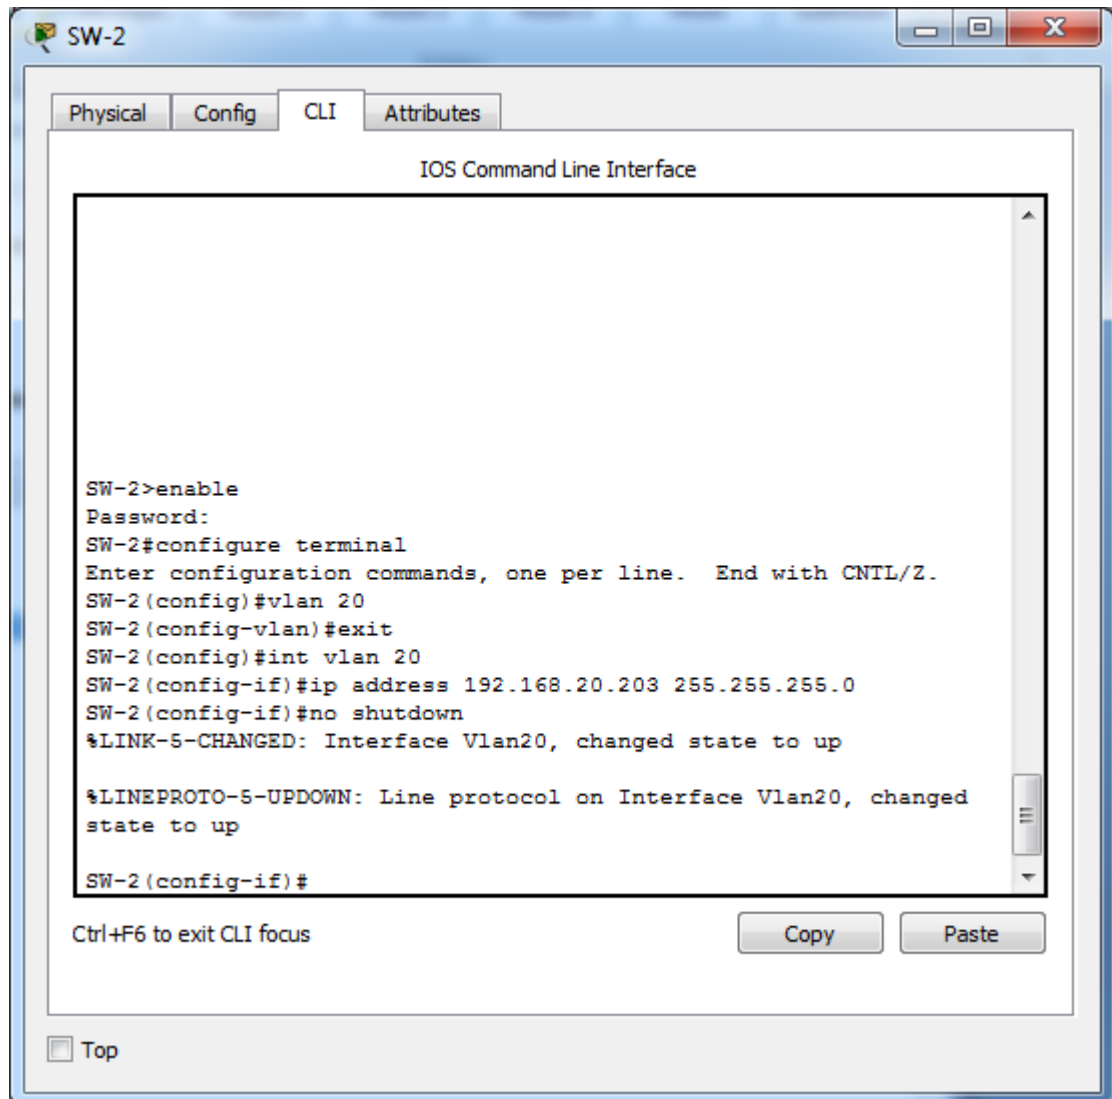 SW-2
Physical Config CLI Attributes
IOS Command Line Interface
SW-2>enable
Password:
SW-2#configure terminal
Enter configuration commands, one per line.  End with CNTL/Z.
SW-2(config)#vlan 20
SW-2(config-vlan)#exit
SW-2(config)#int vlan 20
SW-2(config-if)#ip address 192.168.20.203 255.255.255.0
SW-2(config-if)#no shutdown
%LINK-5-CHANGED: Interface Vlan20, changed state to up
%LINEPROTO-5-UPDOWN: Line protocol on Interface Vlan20, changed
state to up
SW-2(config-if)#
Ctrl+F6 to exit CLI focus
Copy Paste
Top